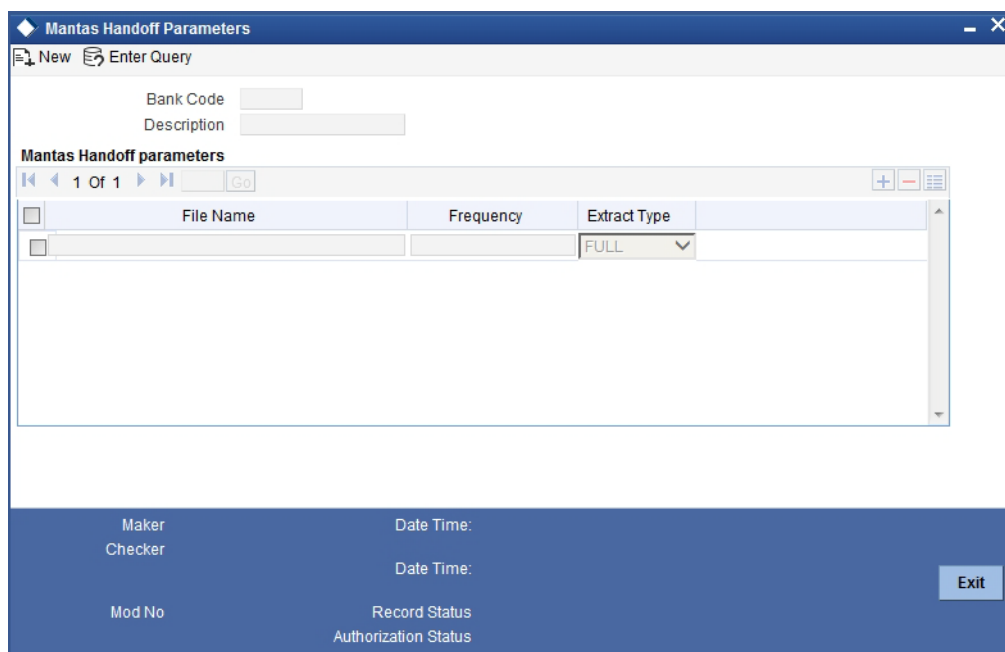 Mantas Handoff Parameters
New Enter Query
Bank Code
Description
Mantas Handoff parameters
1 Of 1 Go
File Name Frequency Extract Type
FULL
Maker Date Time:
Checker
Date Time:
Exit
Mod No Record Status
Authorization Status